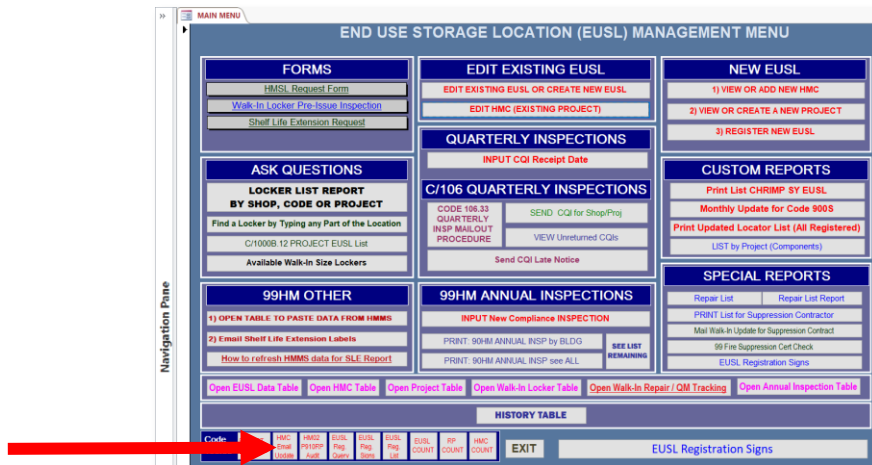 MAIN MENU
END USE STORAGE LOCATION (EUSL) MANAGEMENT MENU
FORMS
HMSL Request Form
Walk-In Locker Pre-Issue Inspection
Shelf Life Extension Request
EDIT EXISTING EUSL
EDIT EXISTING EUSL OR CREATE NEW EUSL
EDIT HMC (EXISTING PROJECT)
NEW EUSL
1) VIEW OR ADD NEW HMC
2) VIEW OR CREATE A NEW PROJECT
3) REGISTER NEW EUSL
QUARTERLY INSPECTIONS
INPUT CQI Receipt Date
C/106 QUARTERLY INSPECTIONS
CODE 106.33
QUARTERLY
INSP MAILOUT
PROCEDURE
SEND CQI for Shop/Proj
VIEW Unreturned CQIs
Send CQI Late Notice
ASK QUESTIONS
LOCKER LIST REPORT
BY SHOP, CODE OR PROJECT
Find a Locker by Typing any Part of the Location
C/1000B.12 PROJECT EUSL List
Available Walk-In Size Lockers
CUSTOM REPORTS
Print List CHRIMP SY EUSL
Monthly Update for Code 900S
Print Updated Locator List (All Registered)
LIST by Project (Components)
99HM OTHER
1) OPEN TABLE TO PASTE DATA FROM HMMS
2) Email Shelf Life Extension Labels
How to refresh HMMS data for SLE Report
99HM ANNUAL INSPECTIONS
INPUT New Compliance INSPECTION
PRINT: 90HM ANNUAL INSP by BLDG
PRINT: 90HM ANNUAL INSP see ALL
SEE LIST
REMAINING
SPECIAL REPORTS
Repair List
Repair List Report
PRINT List for Suppression Contractor
Mail Walk-In Update for Suppression Contract
99 Fire Suppression Cert Check
EUSL Registration Signs
Open EUSL Data Table
Open HMC Table
Open Project Table
Open Walk-In Locker Table
Open Walk-In Repair / QM Tracking
Open Annual Inspection Table
HISTORY TABLE
Code
HMC
Email
Update
HM02
P910RP
Audit
EUSL
Reg.
Query
EUSL
Reg.
Signs
EUSL
Reg.
List
EUSL
COUNT
RP
COUNT
HMC
COUNT
EXIT
EUSL Registration Signs
Navigation Pane